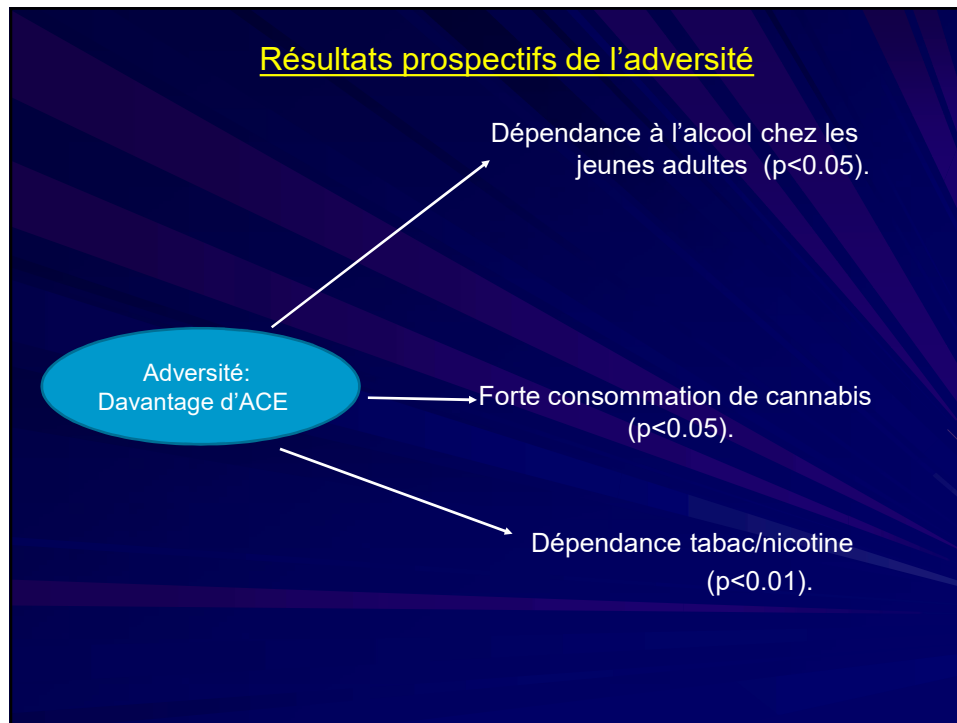 Résultats prospectifs de l’adversité
Dépendance à l’alcool chez les
jeunes adultes (p<0.05).
Adversité:
Davantage d’ACE
Forte consommation de cannabis
(p<0.05).
Dépendance tabac/nicotine
(p<0.01).